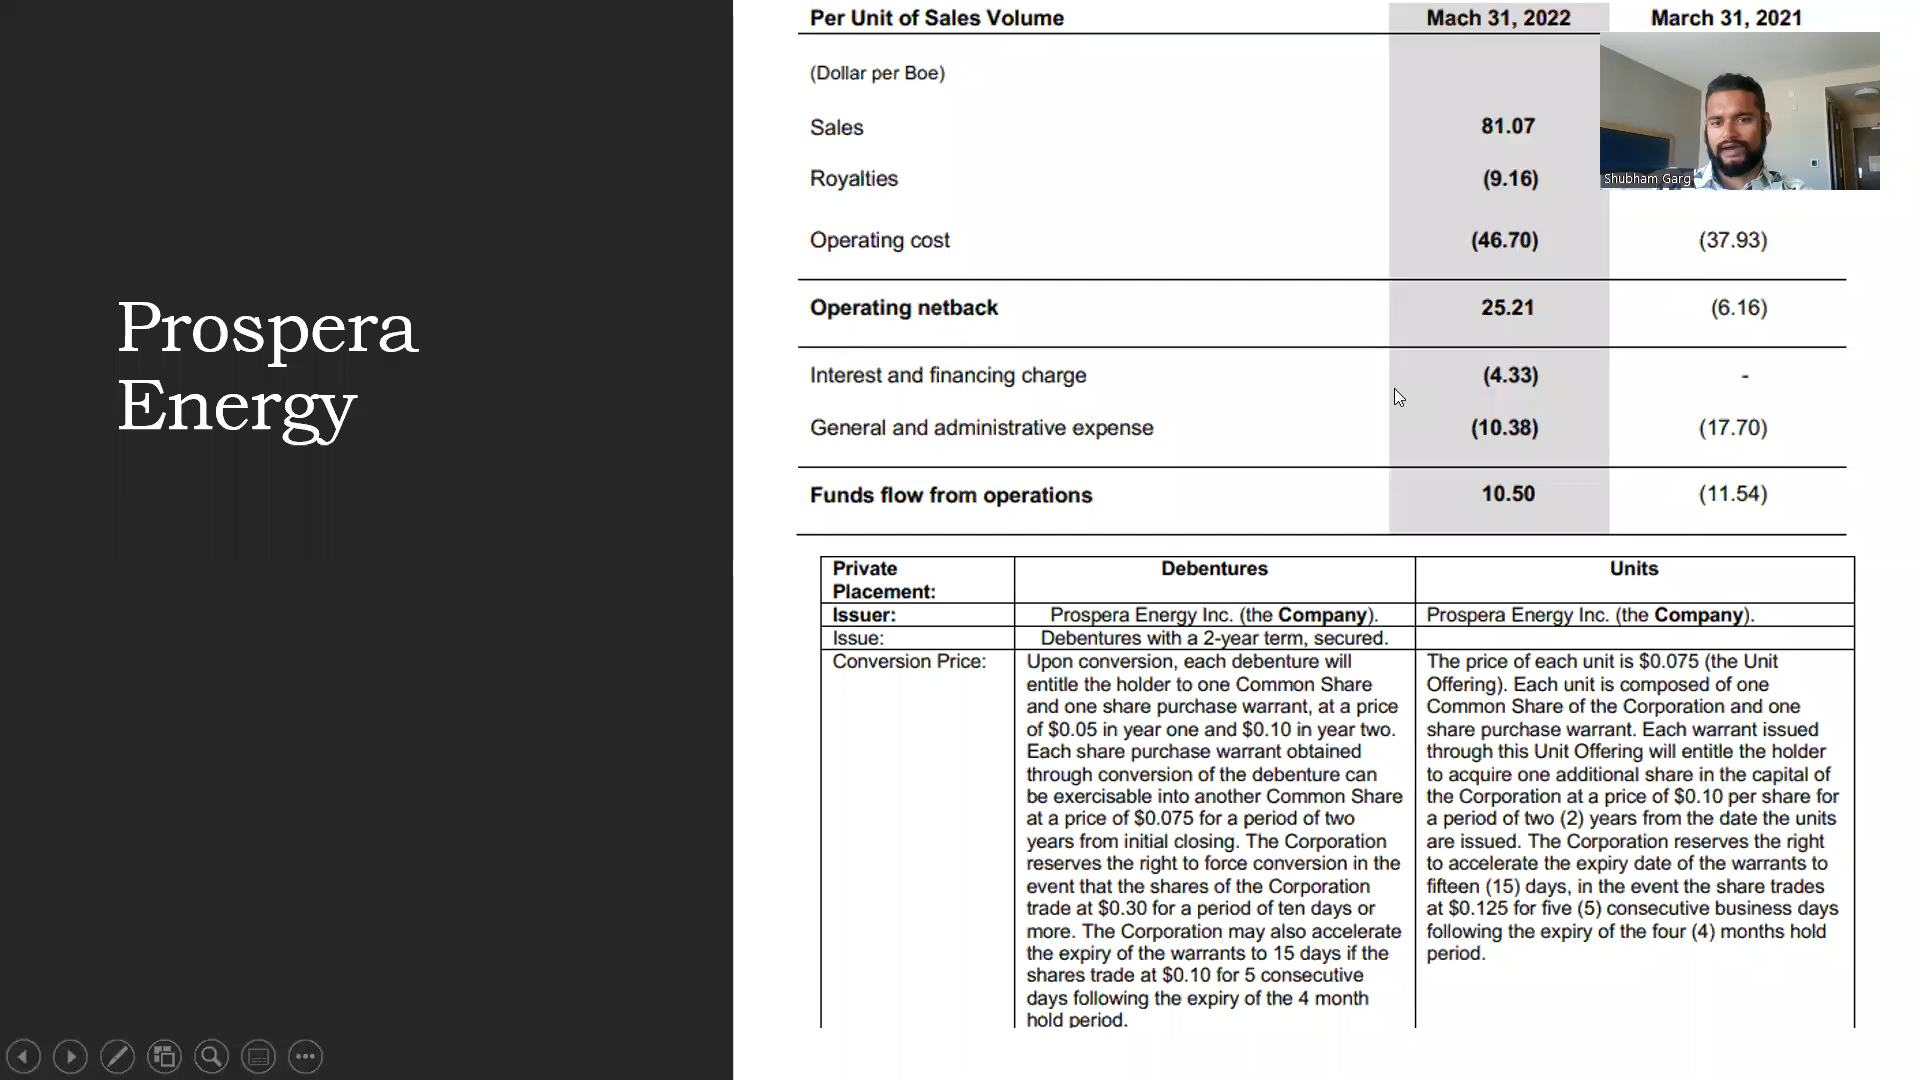 Prospera
Energy
Per Unit of Sales Volume Mach 31, 2022 March 31, 2021
(Dollar per Boe)
Sales 81.07
Royalties (9.16)
Shubham Garg
Operating cost (46.70) (37.93)
Operating netback 25.21 (6.16)
Interest and financing charge (4.33) -
General and administrative expense (10.38) (17.70)
Funds flow from operations 10.50 (11.54)
Private
Placement:
Debentures
Units
Issuer: Prospera Energy Inc. (the Company). Prospera Energy Inc. (the Company).
Issue: Debentures with a 2-year term, secured.
Conversion Price:
Upon conversion, each debenture will
entitle the holder to one Common Share
and one share purchase warrant, at a price
of $0.05 in year one and $0.10 in year two.
Each share purchase warrant obtained
through conversion of the debenture can
be exercisable into another Common Share
at a price of $0.075 for a period of two
years from initial closing. The Corporation
reserves the right to force conversion in the
event that the shares of the Corporation
trade at $0.30 for a period of ten days or
more. The Corporation may also accelerate
the expiry of the warrants to 15 days if the
shares trade at $0.10 for 5 consecutive
days following the expiry of the 4 month
hold period.
The price of each unit is $0.075 (the Unit
Offering). Each unit is composed of one
Common Share of the Corporation and one
share purchase warrant. Each warrant issued
through this Unit Offering will entitle the holder
to acquire one additional share in the capital of
the Corporation at a price of $0.10 per share for
a period of two (2) years from the date the units
are issued. The Corporation reserves the right
to accelerate the expiry date of the warrants to
fifteen (15) days, in the event the share trades
at $0.125 for five (5) consecutive business days
following the expiry of the four (4) months hold
period.